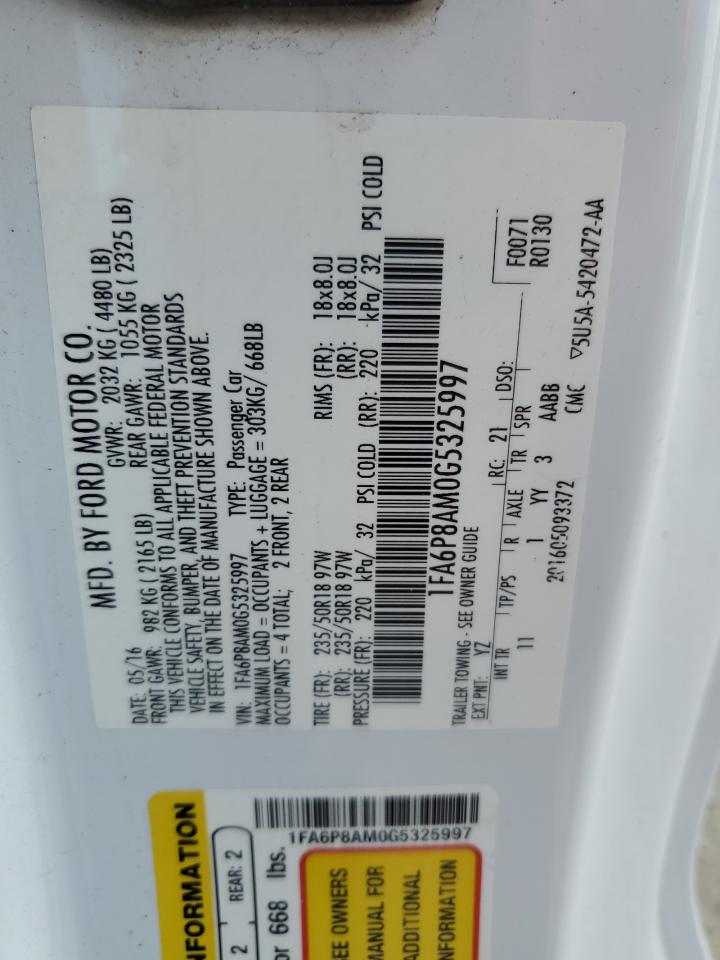 MFD. BY FORD MOTOR CO.
DATE: 05/16 GVWR: 2032 KG ( 4480 LB)
FRONT GAWR: 982 KG ( 2165 LB) REAR GAWR: 1055 KG ( 2325 LB)
THIS VEHICLE CONFORMS TO ALL APPLICABLE FEDERAL MOTOR
VEHICLE SAFETY, BUMPER, AND THEFT PREVENTION STANDARDS
IN EFFECT ON THE DATE OF MANUFACTURE SHOWN ABOVE.
VIN: 1FA6P8AM0G5325997 TYPE: Passenger Car
MAXIMUM LOAD = OCCUPANTS + LUGGAGE = 303KG/ 668LB
OCCUPANTS = 4 TOTAL; 2 FRONT, 2 REAR
TIRE (FR): 235/50R18 97W RIMS (FR): 18x8.0J
(RR): 235/50R18 97W (RR): 18x8.0J
PRESSURE (FR): 220 kPa/ 32 PSI COLD (RR): 220 kPa/ 32 PSI COLD
1FA6P8AM0G5325997
TRAILER TOWING - SEE OWNER GUIDE
EXT PNT: YZ RC: 21 DSO: F0071
INT TR TP/PS R AXLE TR SPR R0130
11 1 YY 3 AABB
201605093372 CMC ▽5U5A-5420472-AA
NFORMATION
2 REAR: 2
or 668 lbs.
1FA6P8AM0G5325997
SEE OWNERS
MANUAL FOR
ADDITIONAL
NFORMATION